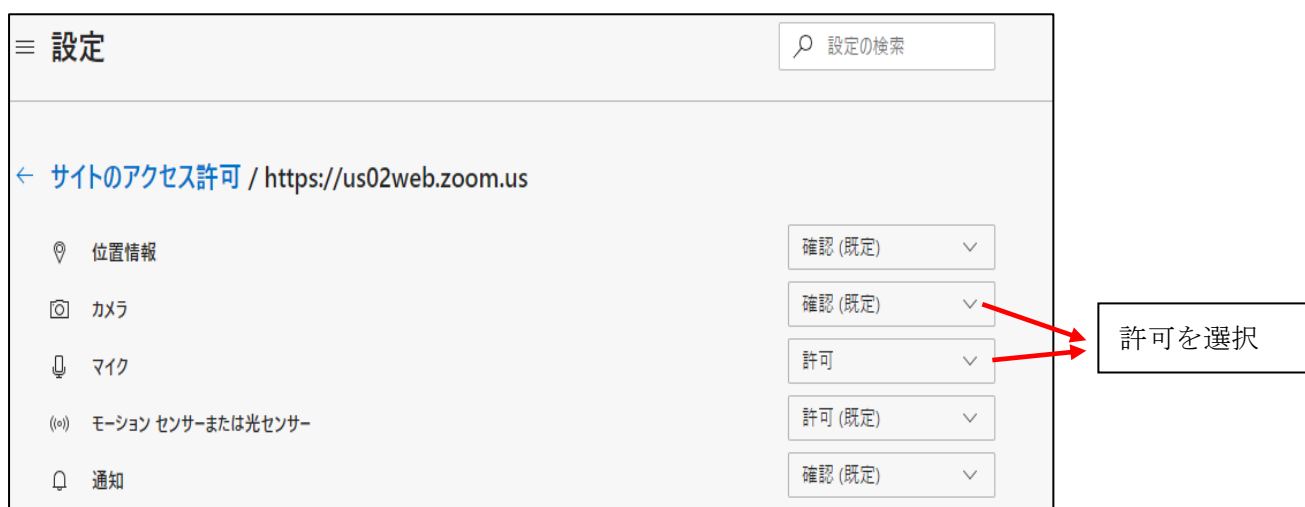 設定
設定の検索
サイトのアクセス許可 / https://us02web.zoom.us
位置情報 確認 (既定)
カメラ 確認 (既定)
許可を選択
マイク 許可
モーション センサーまたは光センサー 許可 (既定)
通知 確認 (既定)